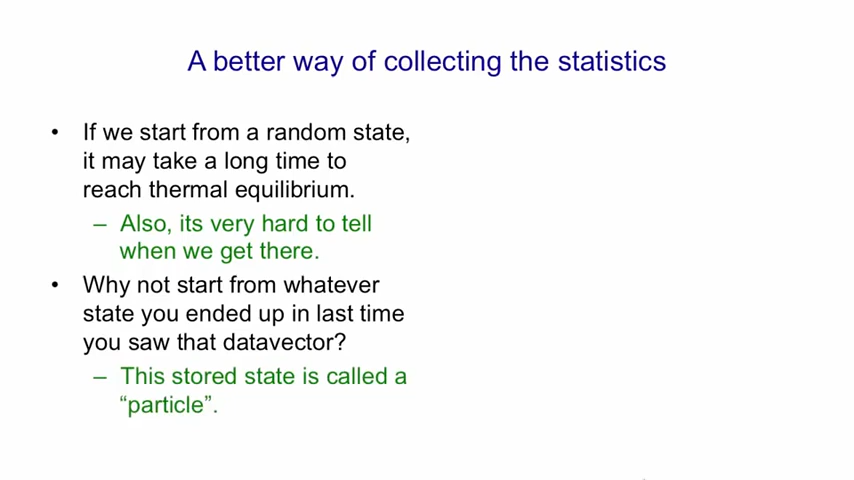 A better way of collecting the statistics
• If we start from a random state,
it may take a long time to
reach thermal equilibrium.
– Also, its very hard to tell
when we get there.
• Why not start from whatever
state you ended up in last time
you saw that datavector?
– This stored state is called a
“particle”.